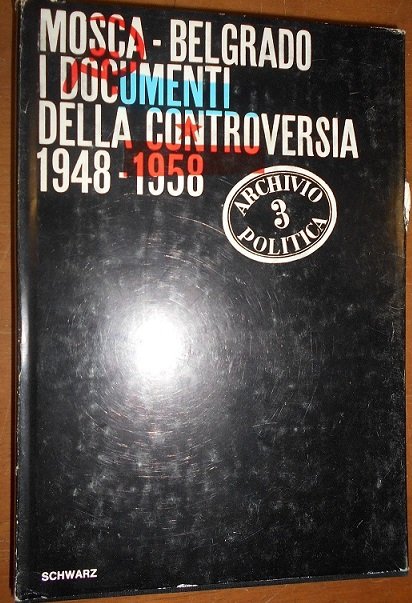 MOSCA - BELGRADO
I DOCUMENTI
DELLA CONTROVERSIA
1948 - 1958
ARCHIVIO
3
POLITICA
SCHWARZ